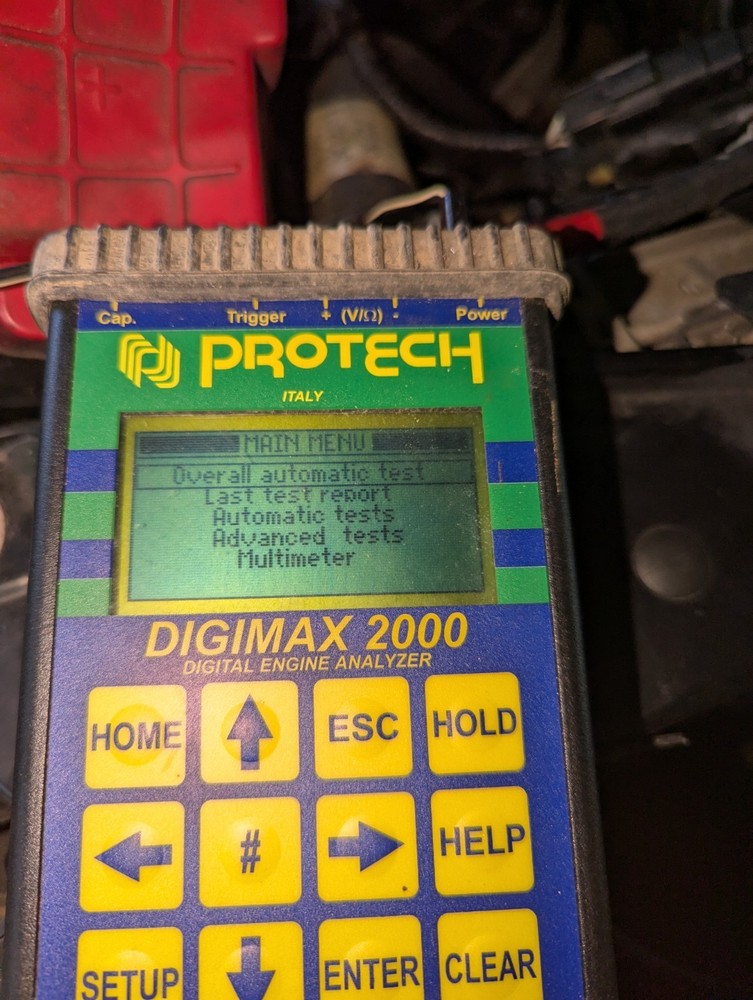 Cap. Trigger + (V/Ω) - Power
PROTECH
ITALY
MAIN MENU
Overall automatic test
Last test report
Automatic tests
Advanced tests
Multimeter
DIGIMAX 2000
DIGITAL ENGINE ANALYZER
HOME ESC HOLD
# HELP
SETUP ENTER CLEAR